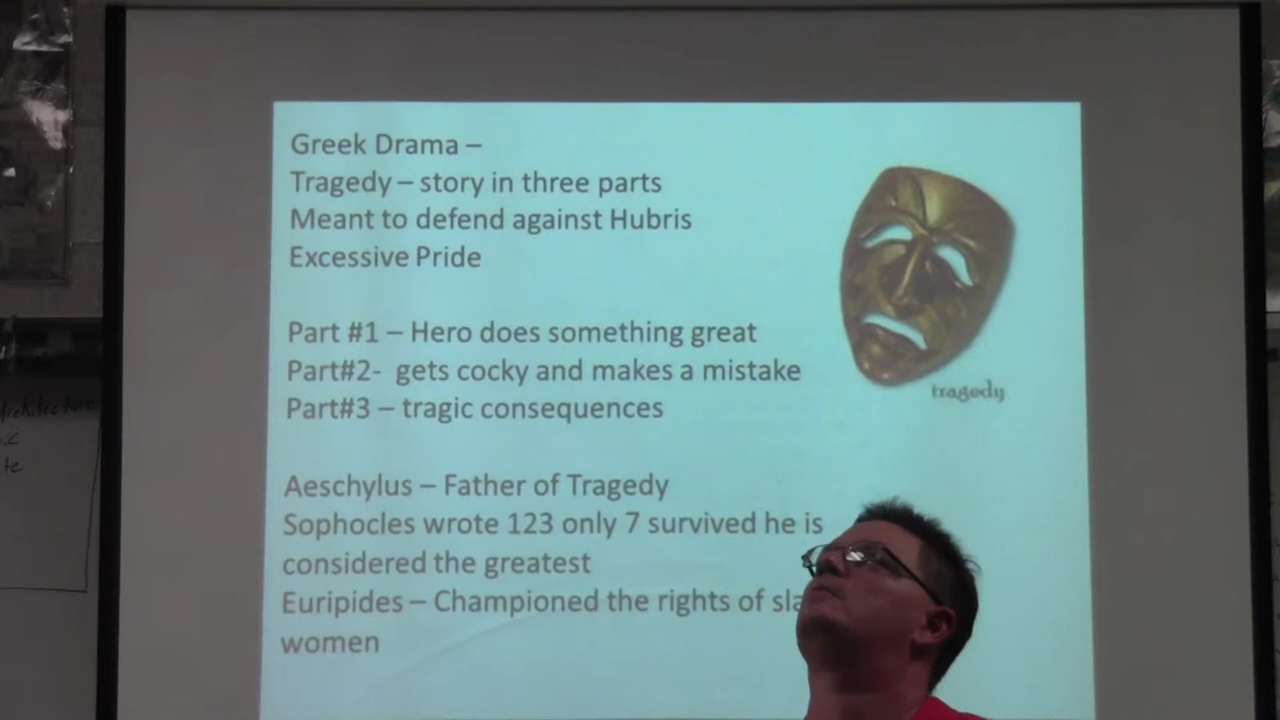 Greek Drama –
Tragedy – story in three parts
Meant to defend against Hubris
Excessive Pride
Part #1 – Hero does something great
Part#2- gets cocky and makes a mistake
Part#3 – tragic consequences
tragedy
Aeschylus – Father of Tragedy
Sophocles wrote 123 only 7 survived he is
considered the greatest
Euripides – Championed the rights of
women